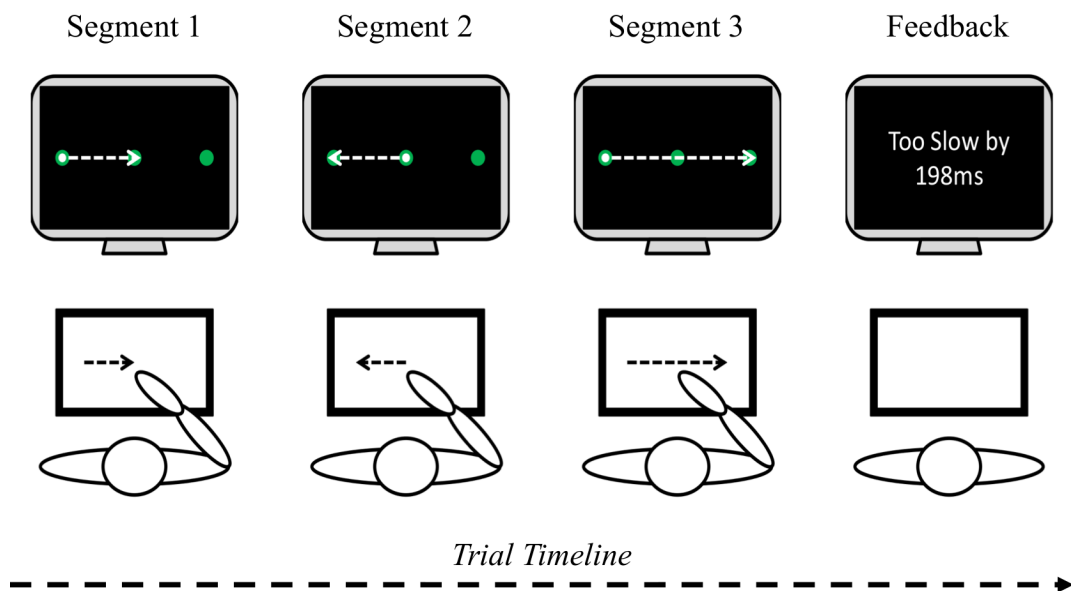 Segment 1
Segment 2
Segment 3
Feedback
Too Slow by
198ms
Trial Timeline